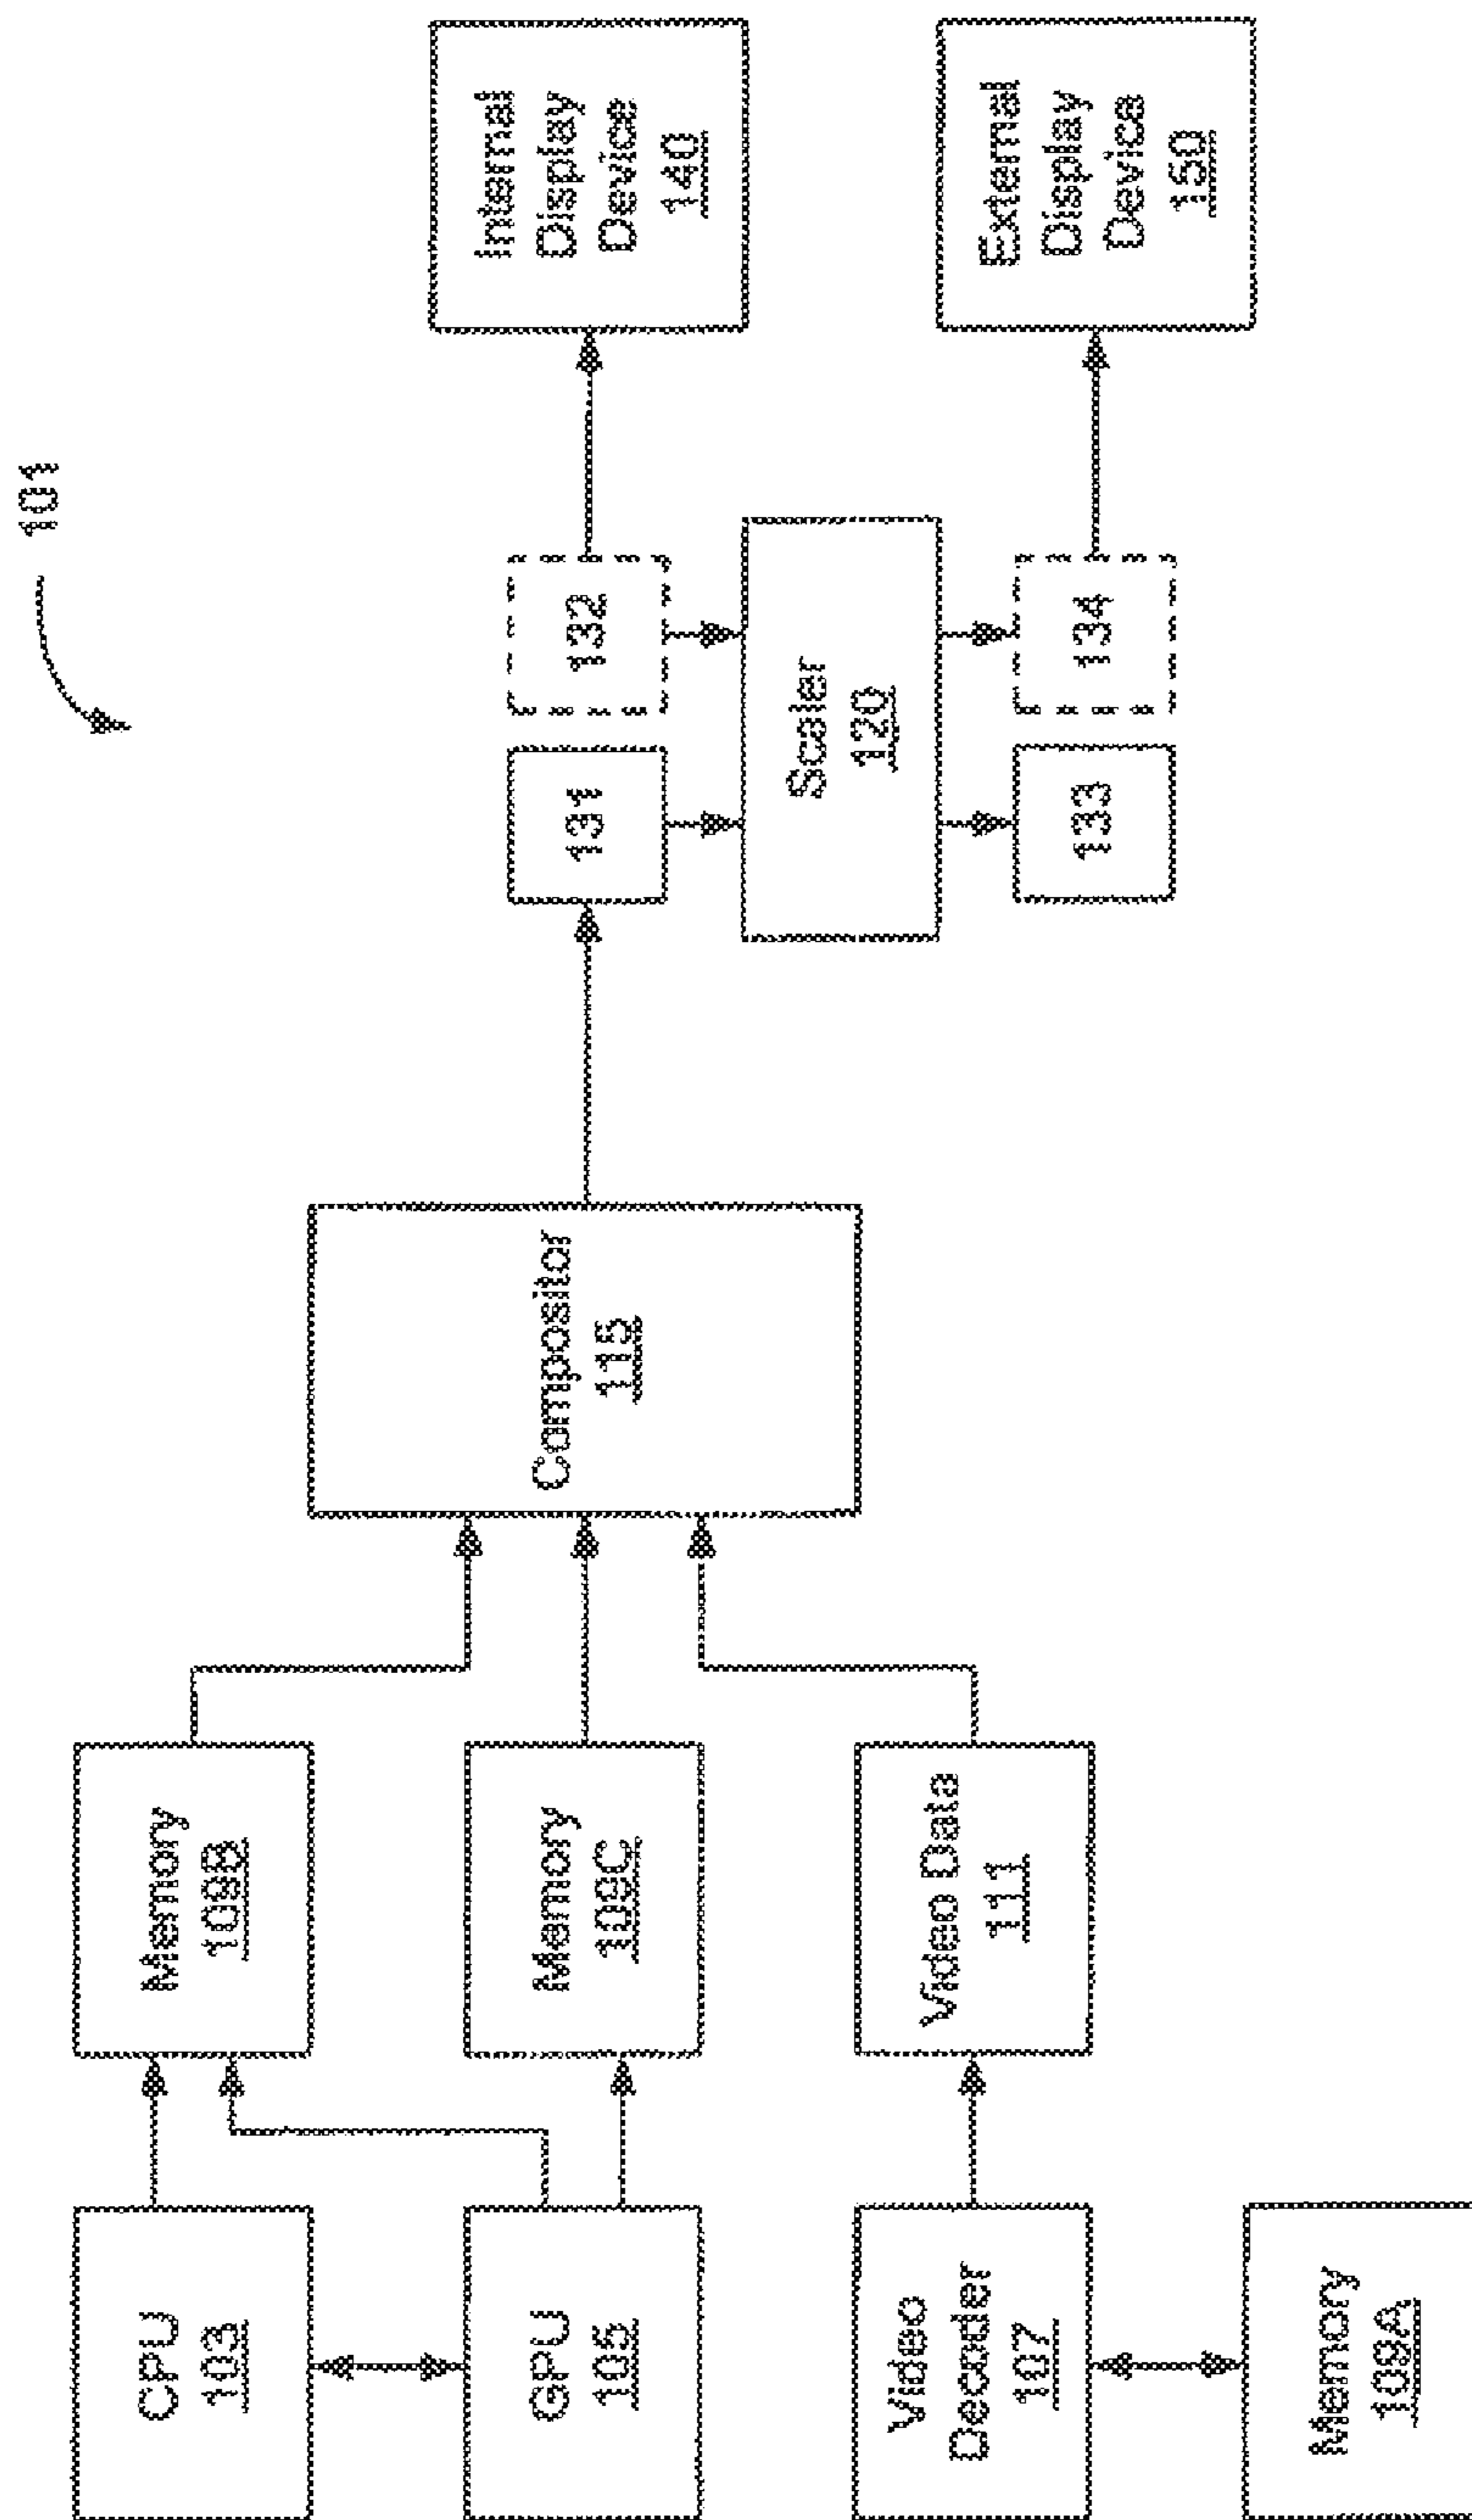 101
CPU
103
GPU
105
Video
Decoder
107
Memory
109A
Memory
109B
Memory
109C
Video Data
111
Compositor
115
131
132
Scaler
120
133
134
Internal
Display
Device
140
External
Display
Device
150